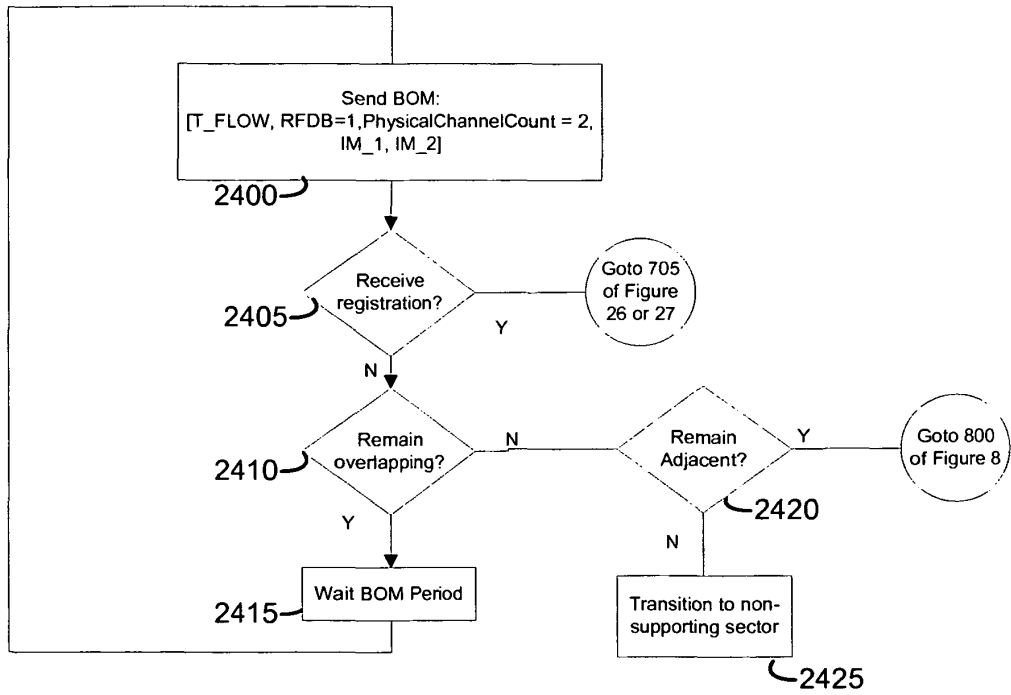 Send BOM:
[T_FLOW, RFDB=1,PhysicalChannelCount = 2,
IM_1, IM_2]
2400
Receive
registration?
2405
Y
Goto 705
of Figure
26 or 27
N
Remain
overlapping?
2410
N
Remain
Adjacent?
2420
Y
Goto 800
of Figure 8
Y
N
Wait BOM Period
2415
Transition to non-
supporting sector
2425